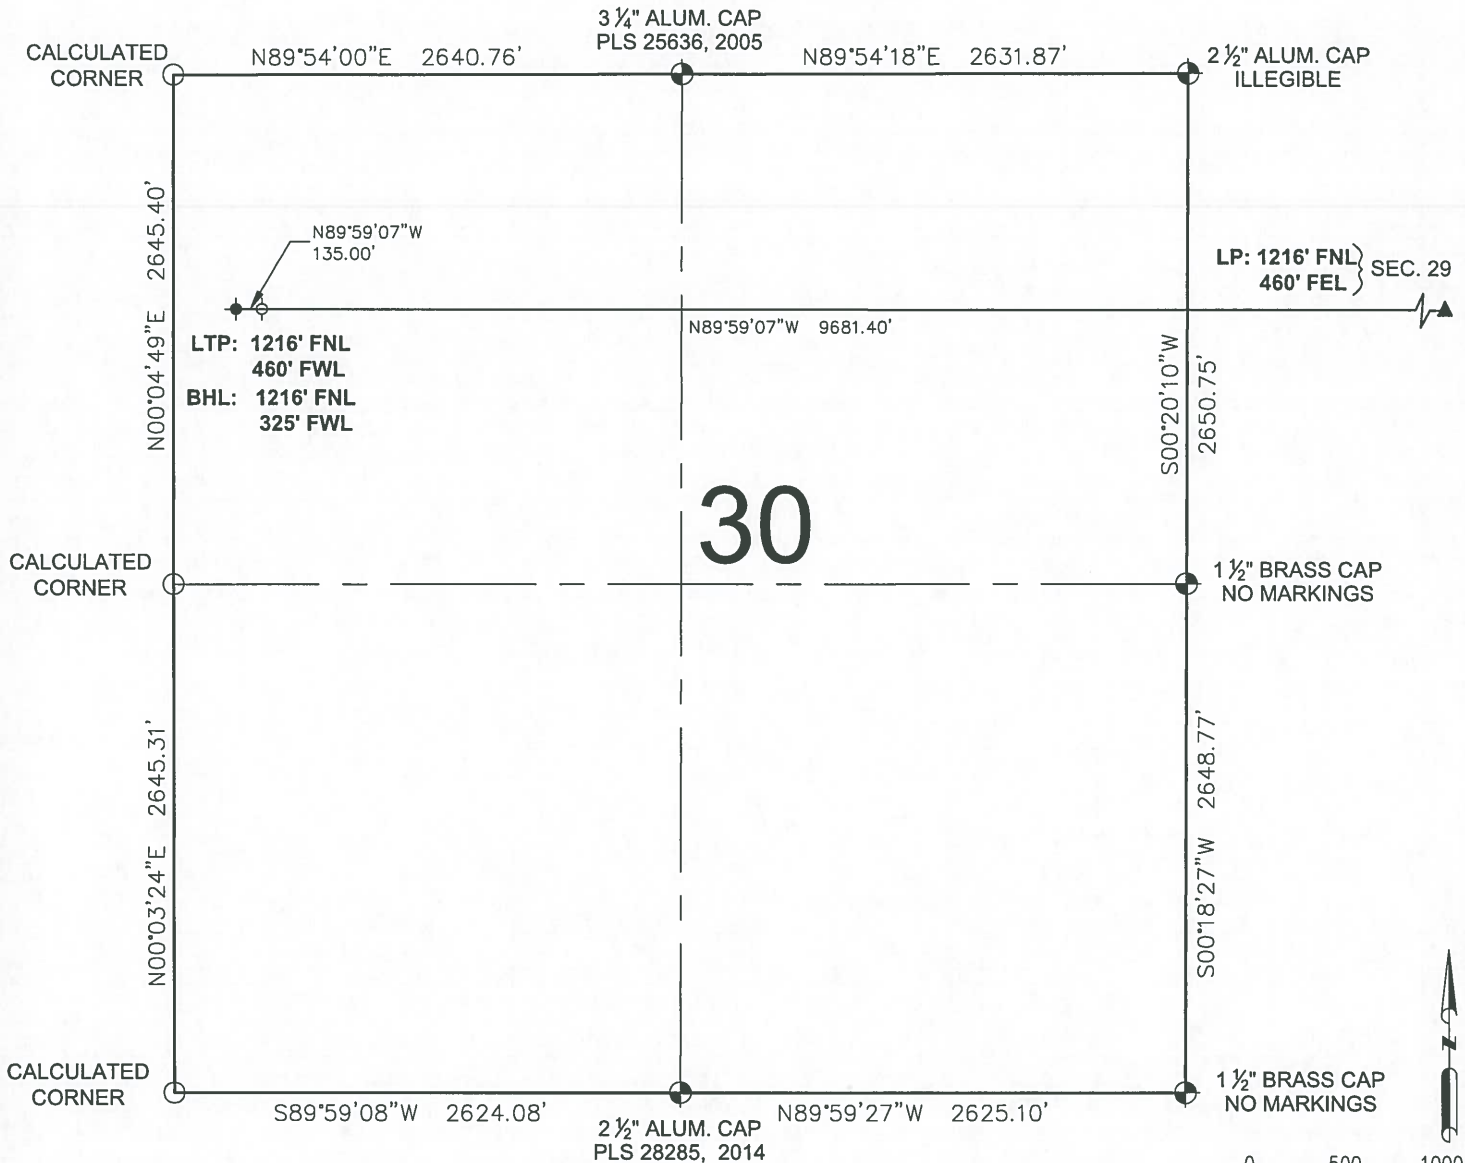 3 ¼" ALUM. CAP
PLS 25636, 2005
CALCULATED
CORNER
N89°54'00"E 2640.76'
N89°54'18"E 2631.87'
2 ½" ALUM. CAP
ILLEGIBLE
N00°04'49"E 2645.40'
N89°59'07"W
135.00'
LP: 1216' FNL
460' FEL
SEC. 29
N89°59'07"W 9681.40'
LTP: 1216' FNL
460' FWL
BHL: 1216' FNL
325' FWL
S00°20'10"W
2650.75'
30
CALCULATED
CORNER
1 ½" BRASS CAP
NO MARKINGS
N00°03'24"E 2645.31'
S00°18'27"W 2648.77'
CALCULATED
CORNER
1 ½" BRASS CAP
NO MARKINGS
S89°59'08"W 2624.08'
N89°59'27"W 2625.10'
2 ½" ALUM. CAP
PLS 28285, 2014
N
0 500 1000